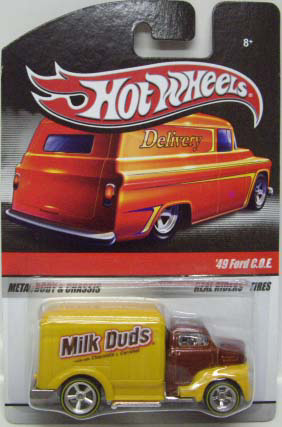 8+
Hot Wheels
Delivery
'49 Ford C.O.E.
METAL BODY & CHASSIS REAL RIDERS TIRES
Milk Duds